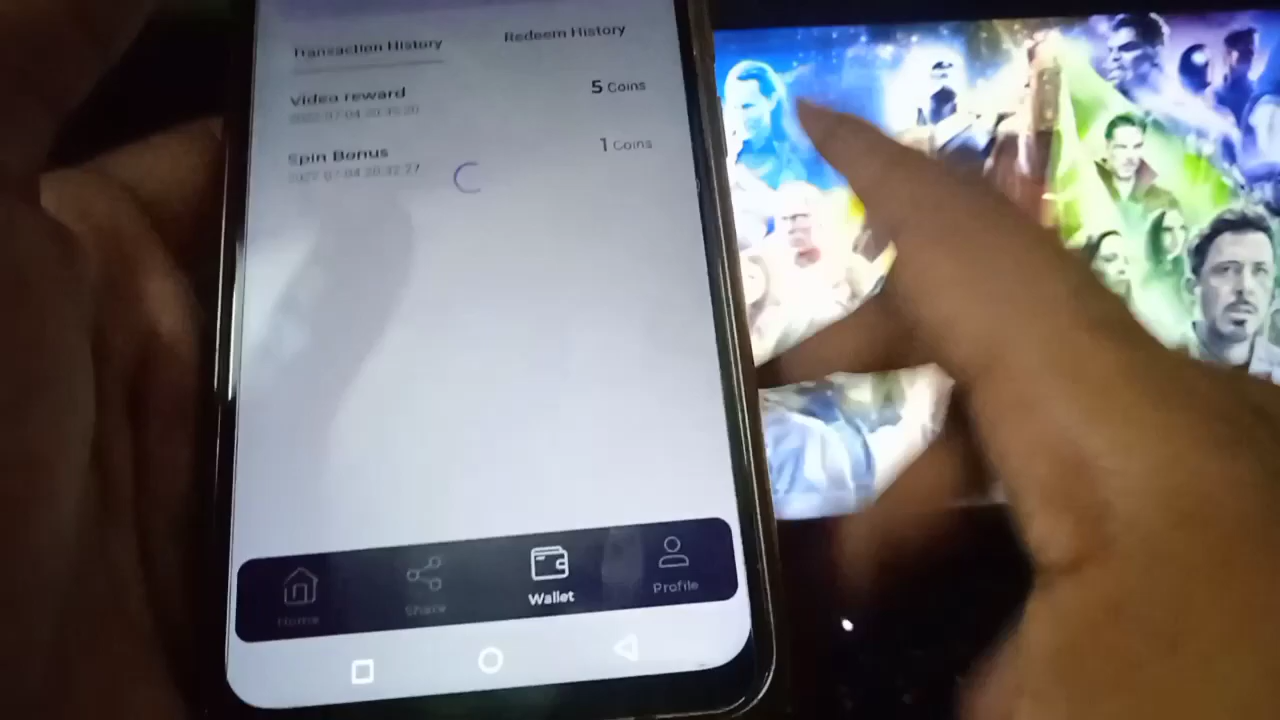 Transaction History
Redeem History
Video reward
5 Coins
Spin Bonus
1 Coins
Home
Share
Wallet
Profile